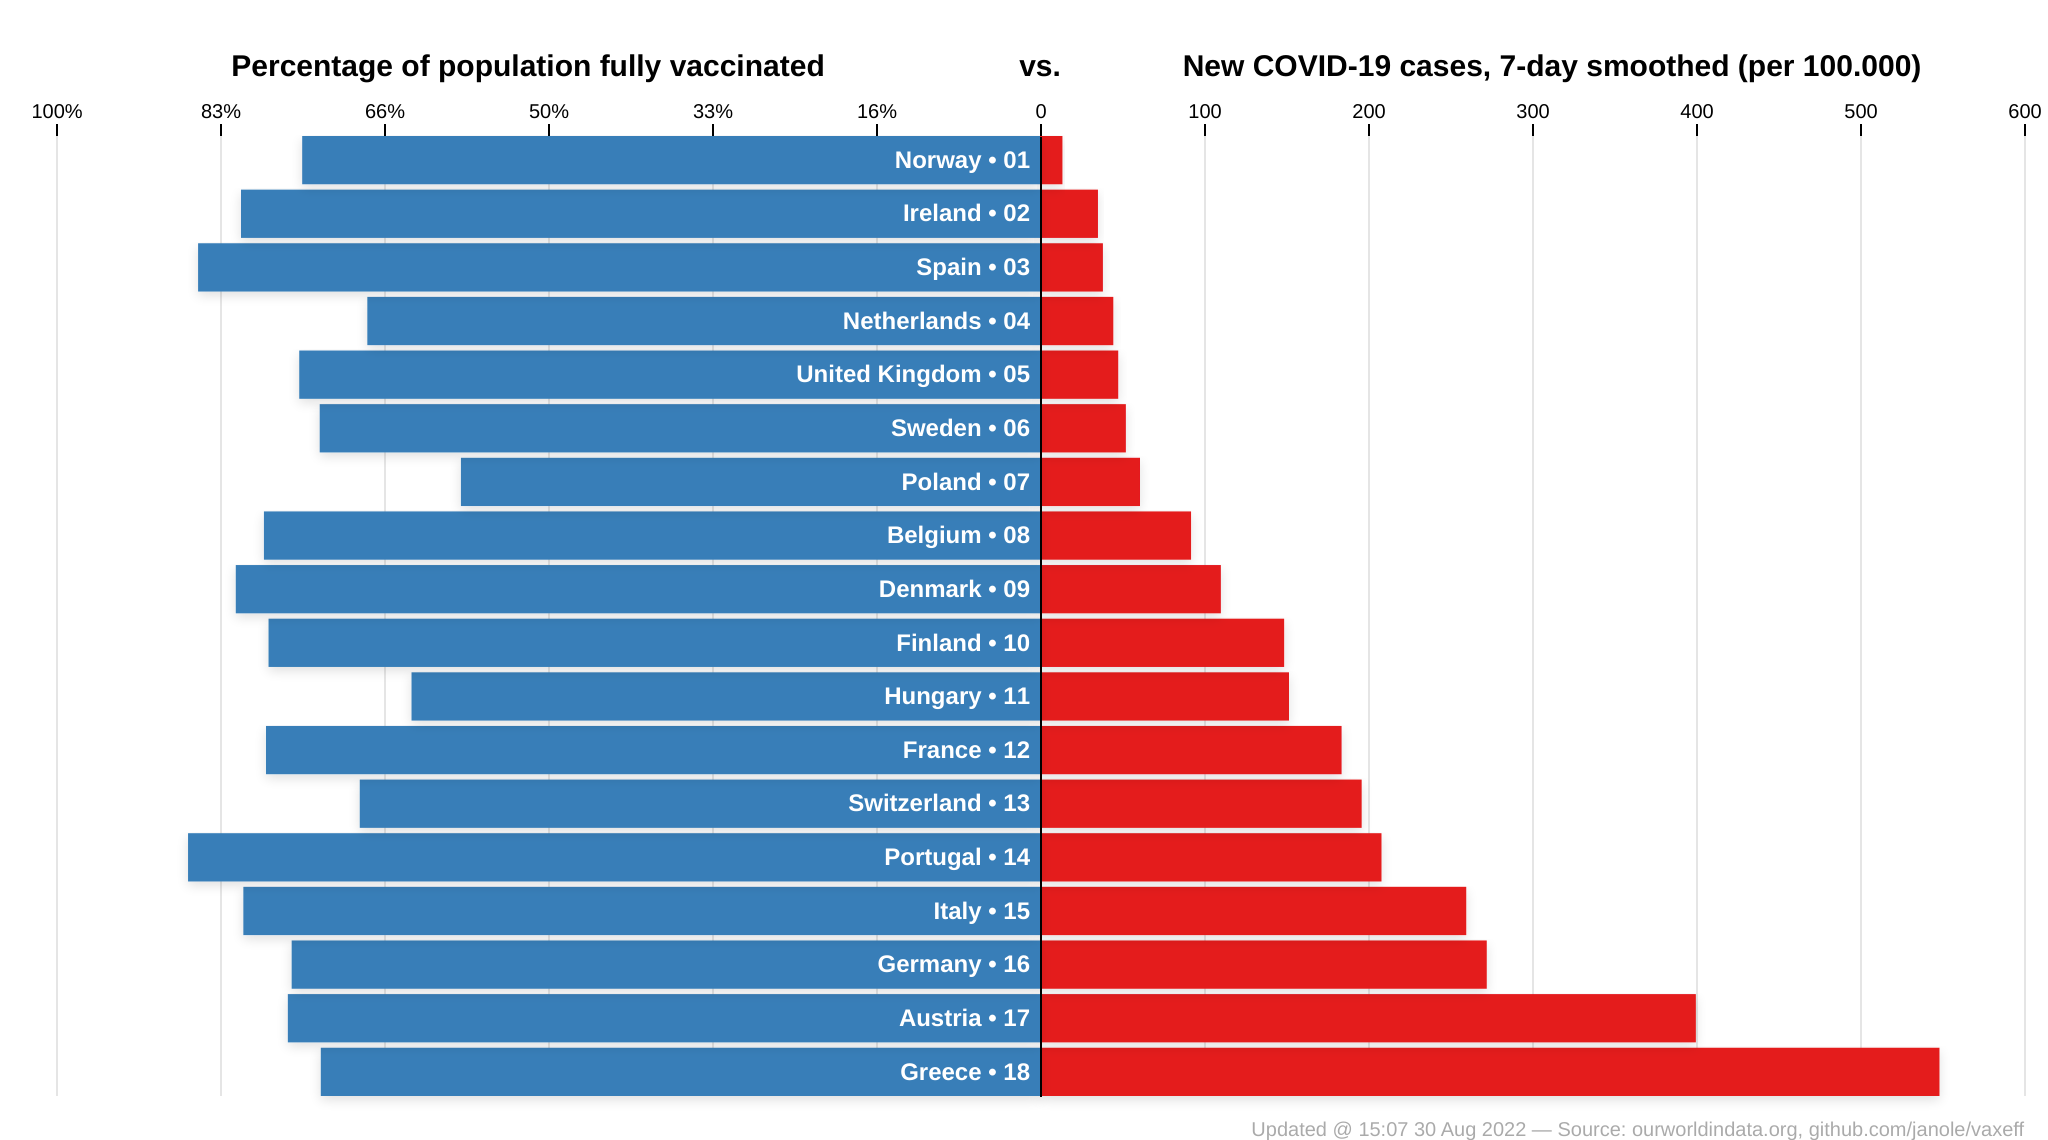 Percentage of population fully vaccinated vs. New COVID-19 cases, 7-day smoothed (per 100.000)
100% 83% 66% 50% 33% 16% 0 100 200 300 400 500 600
Norway • 01
Ireland • 02
Spain • 03
Netherlands • 04
United Kingdom • 05
Sweden • 06
Poland • 07
Belgium • 08
Denmark • 09
Finland • 10
Hungary • 11
France • 12
Switzerland • 13
Portugal • 14
Italy • 15
Germany • 16
Austria • 17
Greece • 18
Updated @ 15:07 30 Aug 2022 — Source: ourworldindata.org, github.com/janole/vaxeff